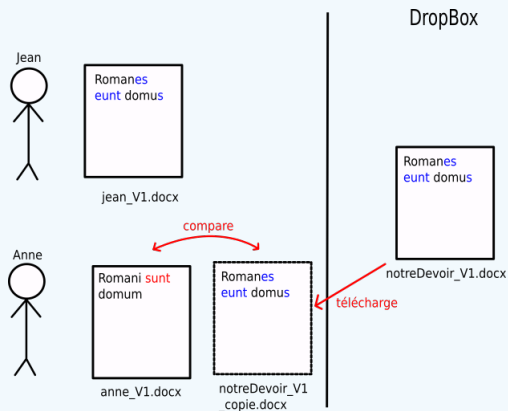 DropBox
Jean
Romanes
eunt domus
jean_V1.docx
Romanes
eunt domus
notreDevoir_V1.docx
compare
Anne
Romani sunt
domum
anne_V1.docx
Romanes
eunt domus
notreDevoir_V1
_copie.docx
télécharge